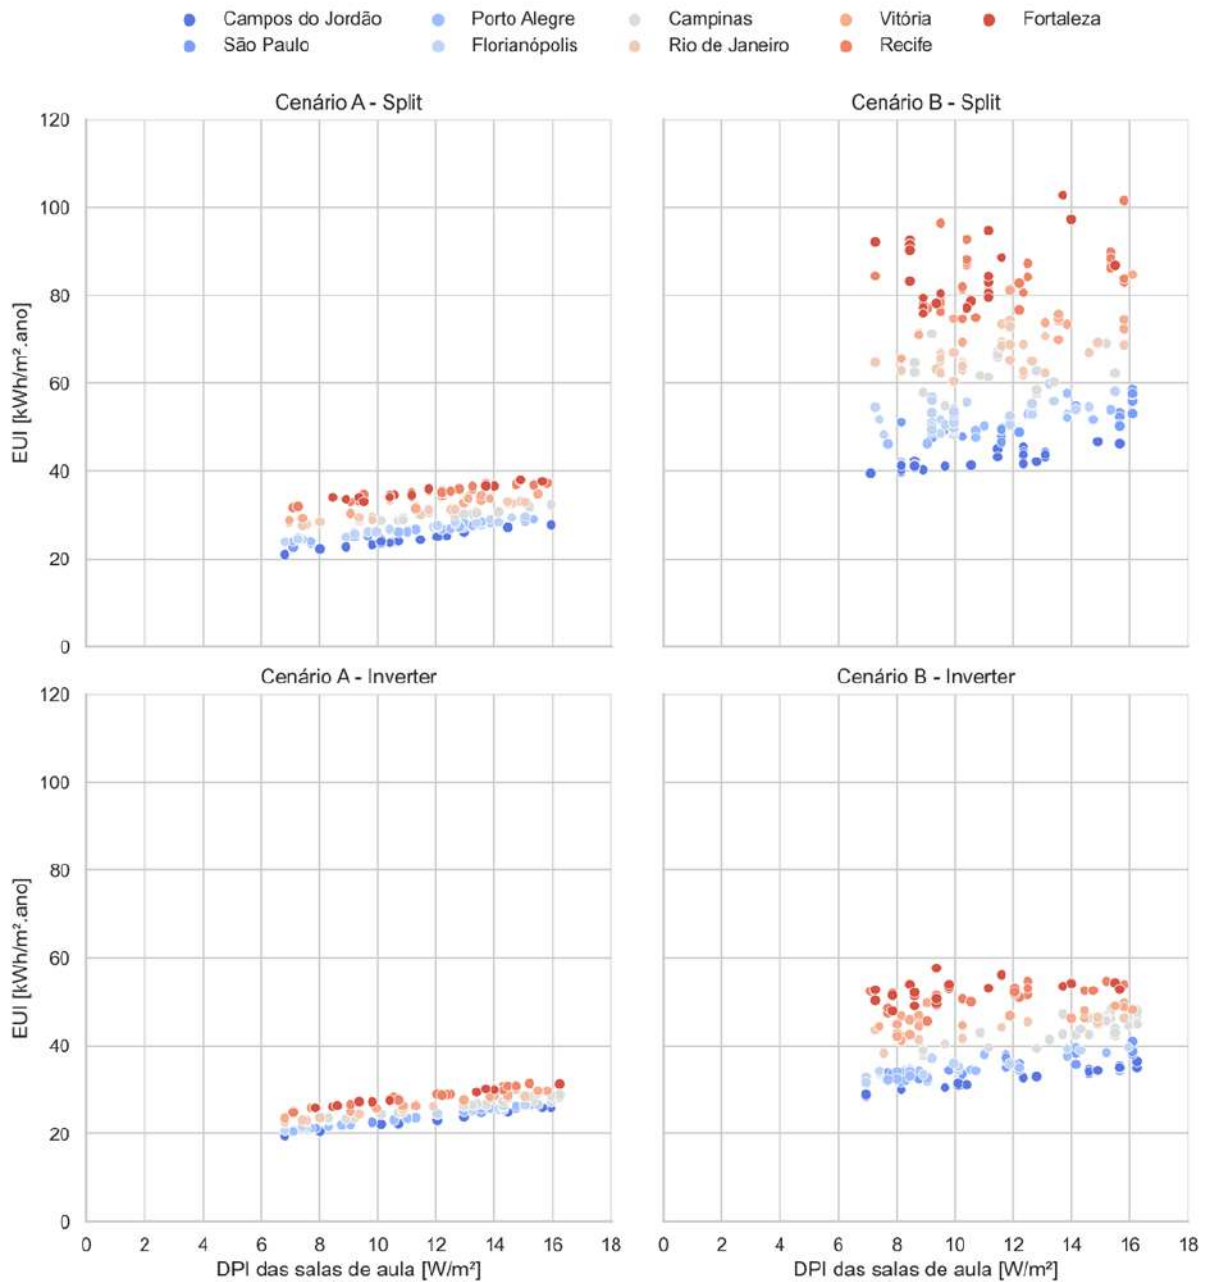 Campos do Jordão Porto Alegre Campinas Vitória Fortaleza
São Paulo Florianópolis Rio de Janeiro Recife
Cenário A - Split Cenário B - Split
120
100
80
60
40
20
0
EUI [kWh/m².ano]
Cenário A - Inverter Cenário B - Inverter
120
100
80
60
40
20
0
EUI [kWh/m².ano]
0 2 4 6 8 10 12 14 16 18 0 2 4 6 8 10 12 14 16 18
DPI das salas de aula [W/m²] DPI das salas de aula [W/m²]